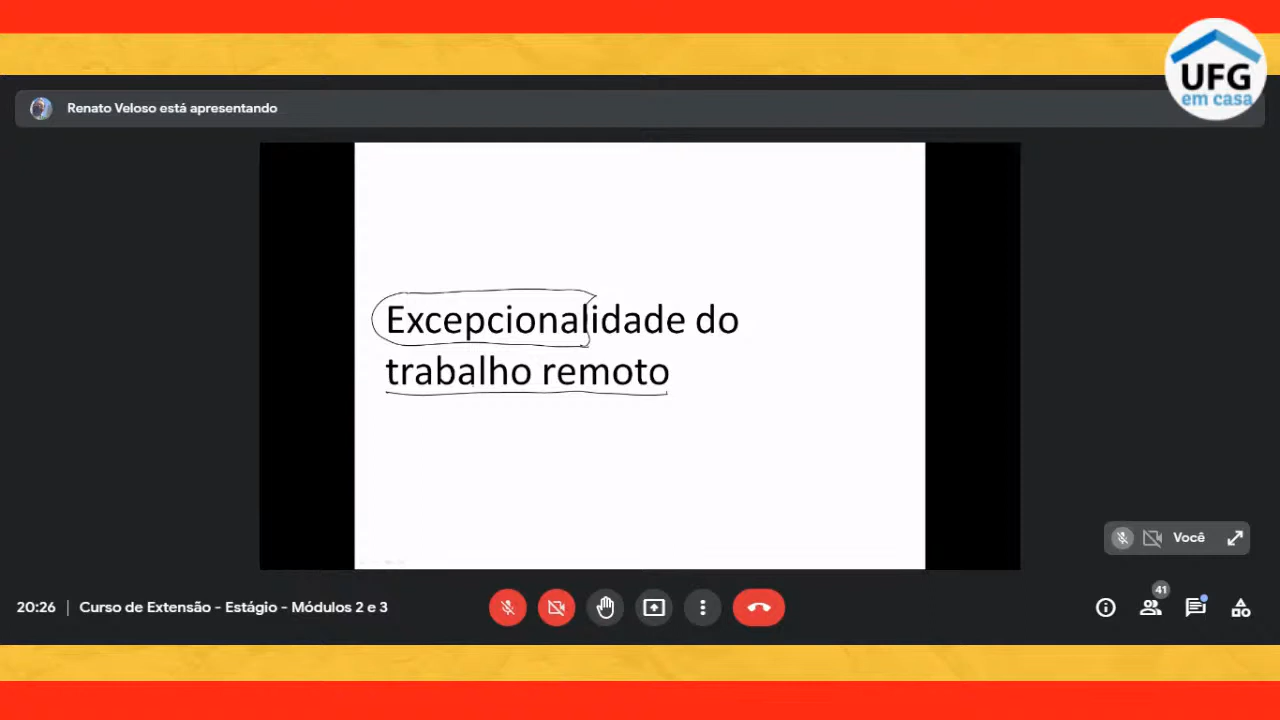 UFG
em casa
Renato Veloso está apresentando
Excepcionalidade do
trabalho remoto
Você
20:26 | Curso de Extensão - Estágio - Módulos 2 e 3
41